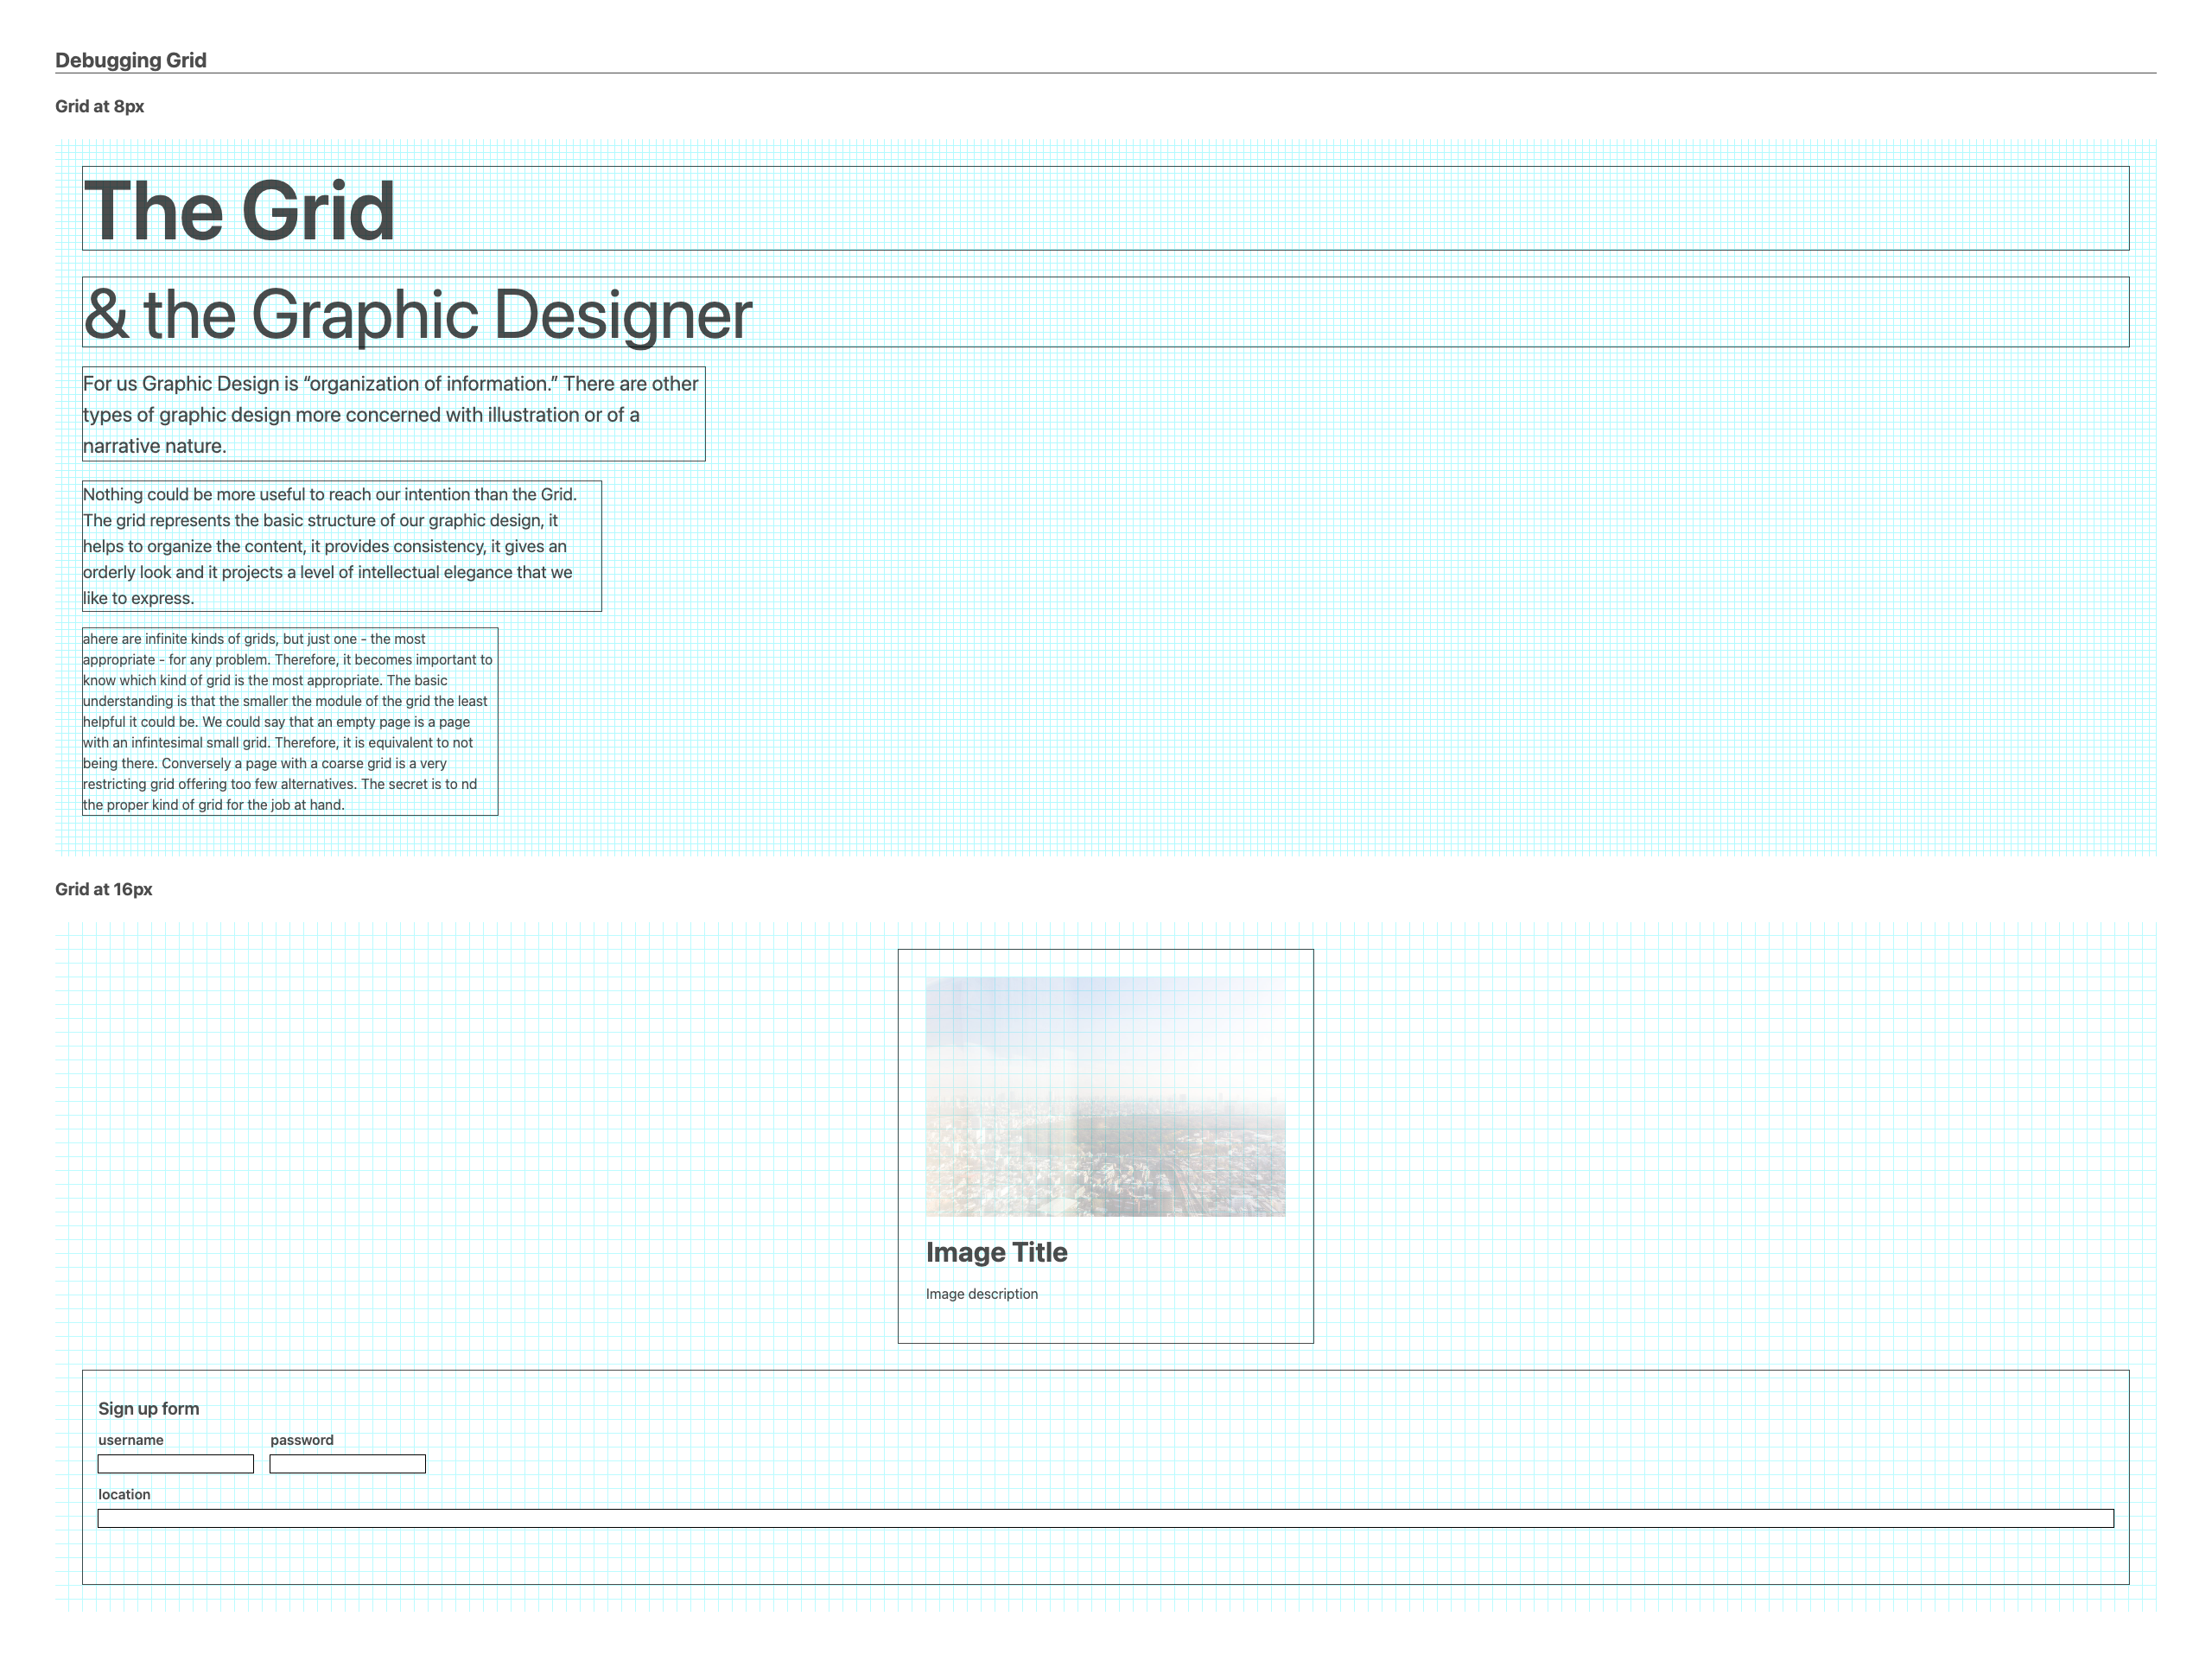 Debugging Grid
Grid at 8px
The Grid
& the Graphic Designer
For us Graphic Design is “organization of information.” There are other
types of graphic design more concerned with illustration or of a
narrative nature.
Nothing could be more useful to reach our intention than the Grid.
The grid represents the basic structure of our graphic design, it
helps to organize the content, it provides consistency, it gives an
orderly look and it projects a level of intellectual elegance that we
like to express.
ahere are infinite kinds of grids, but just one - the most
appropriate - for any problem. Therefore, it becomes important to
know which kind of grid is the most appropriate. The basic
understanding is that the smaller the module of the grid the least
helpful it could be. We could say that an empty page is a page
with an infintesimal small grid. Therefore, it is equivalent to not
being there. Conversely a page with a coarse grid is a very
restricting grid offering too few alternatives. The secret is to nd
the proper kind of grid for the job at hand.
Grid at 16px
Image Title
Image description
Sign up form
username password
location